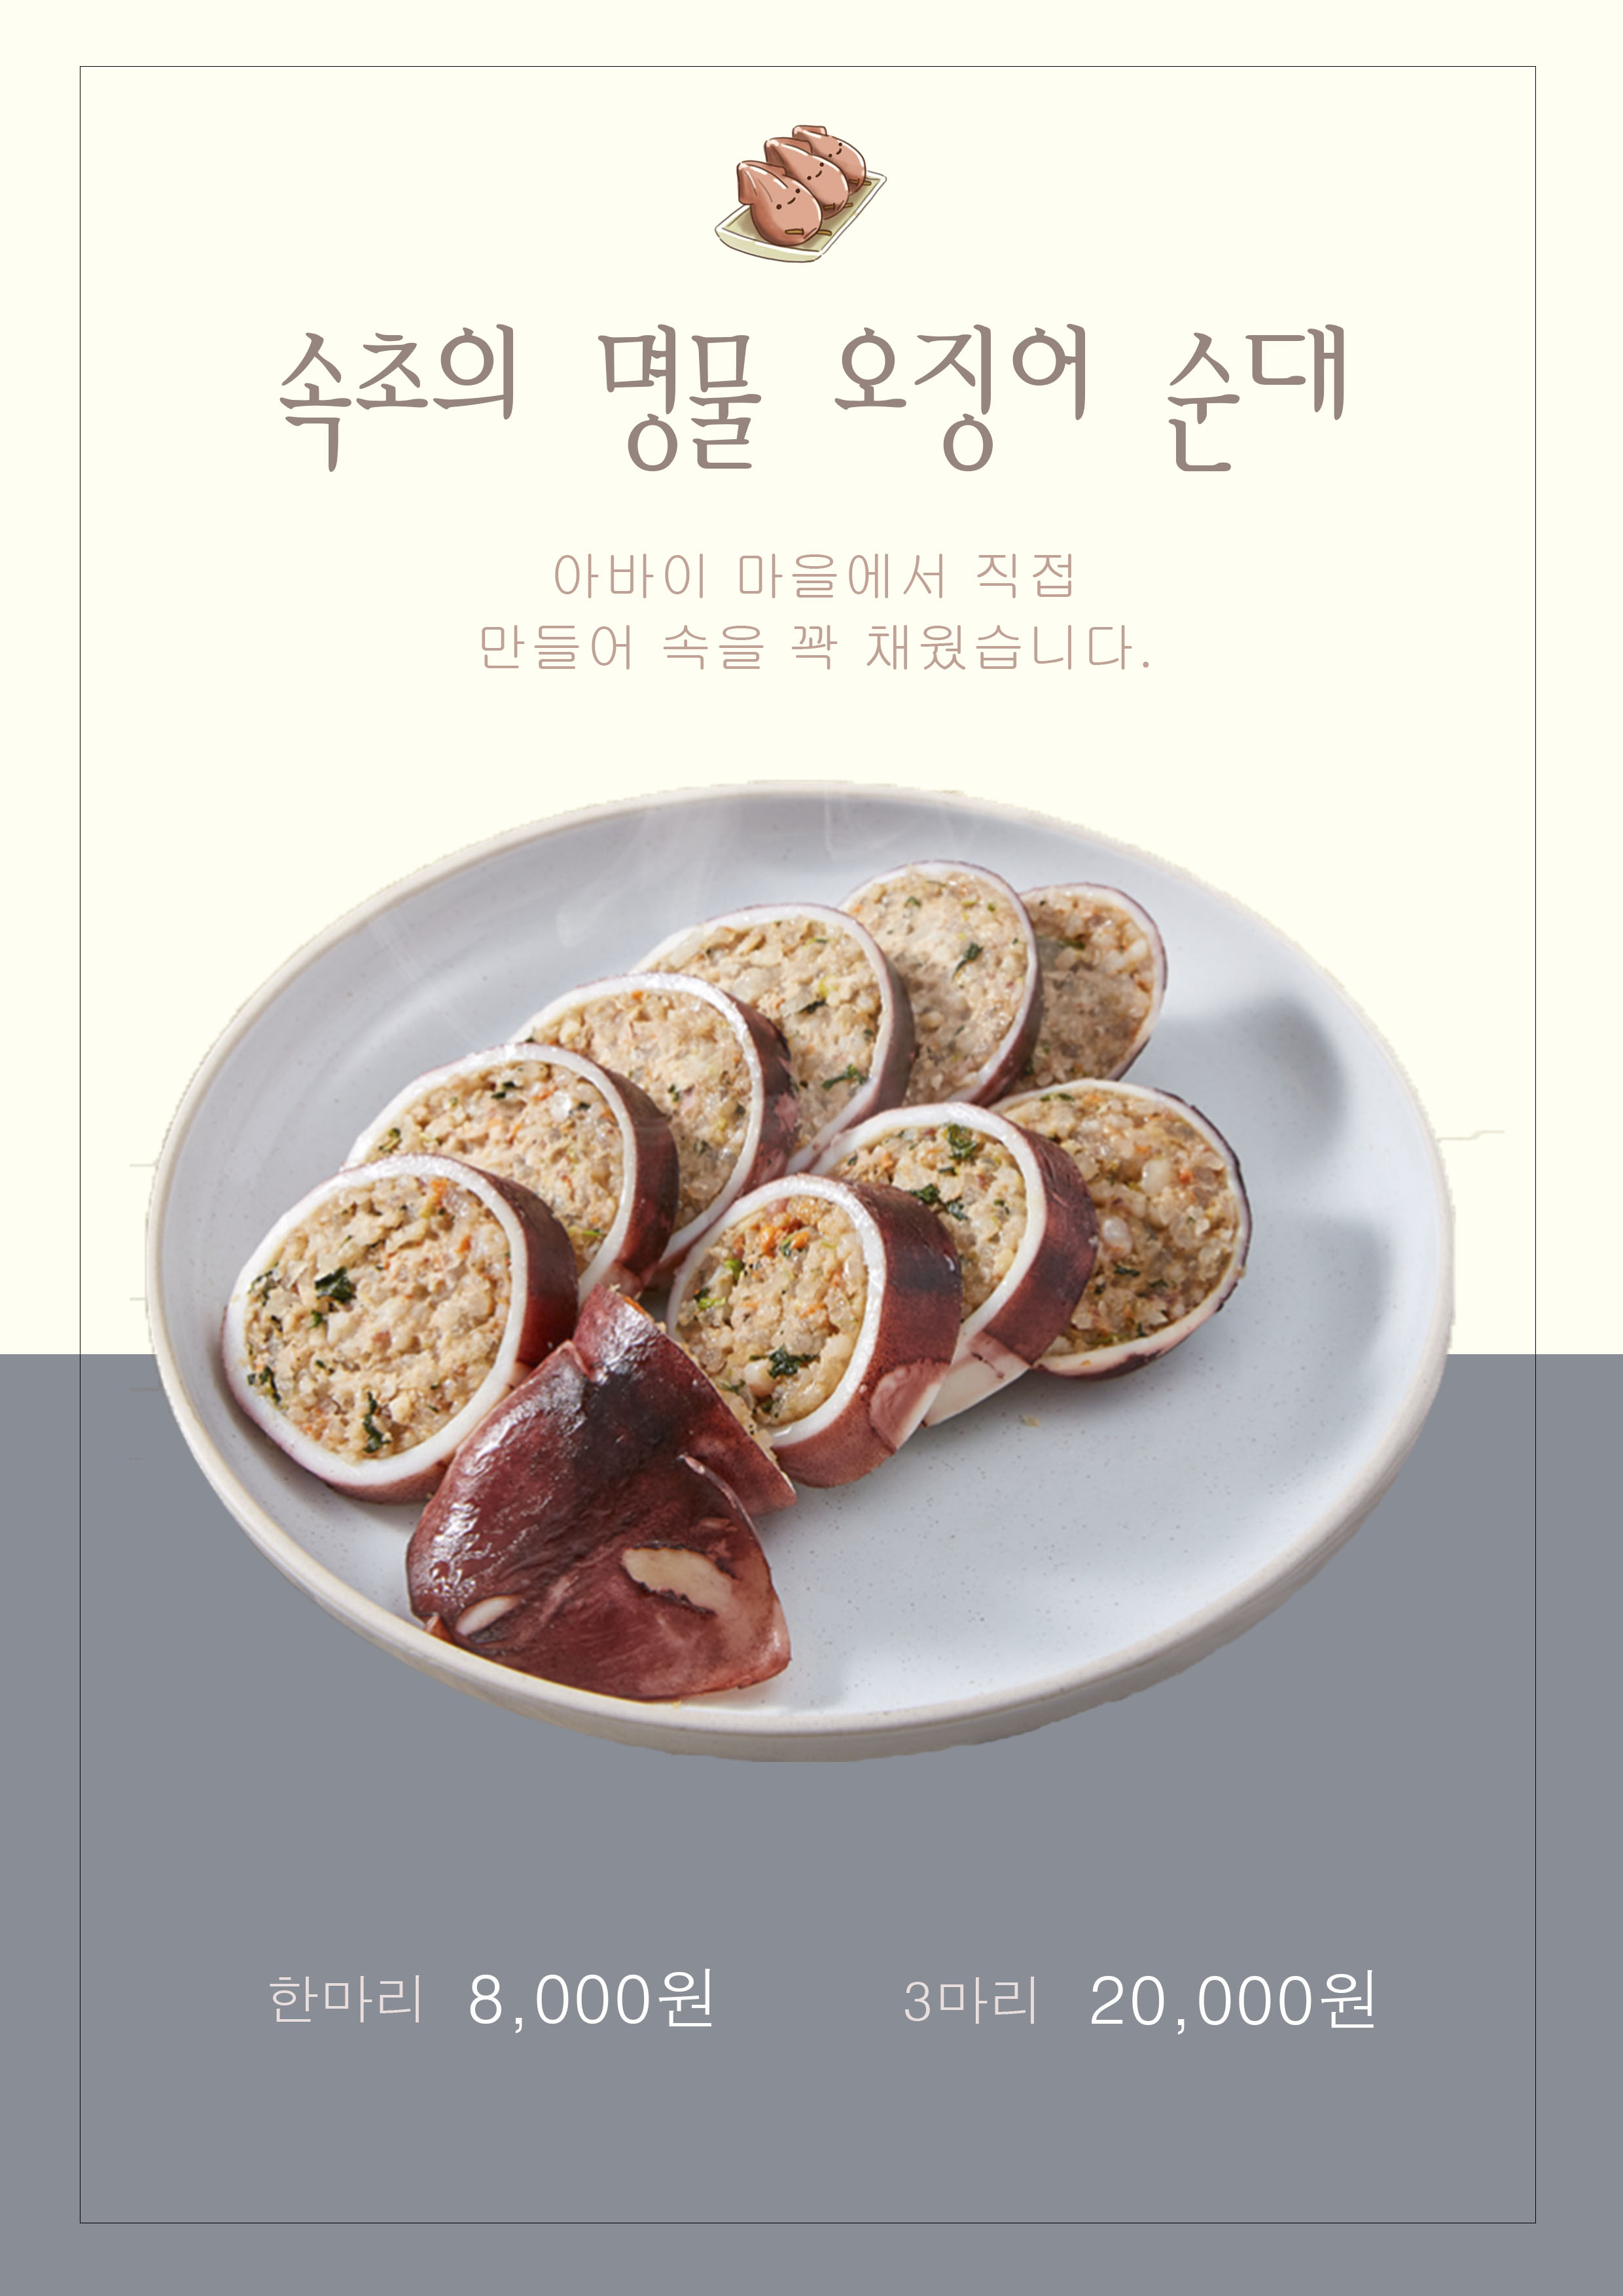 속초의 명물 오징어 순대
아바이 마을에서 직접
만들어 속을 꽉 채웠습니다.
한마리 8,000원 3마리 20,000원